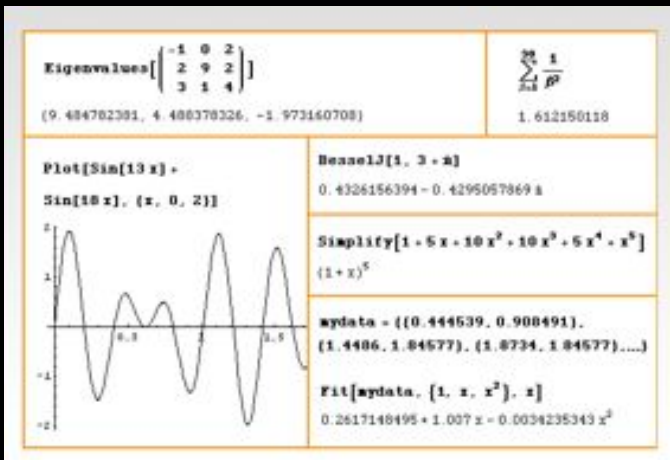 Eigenvalues[
-1 0 2
2 9 2
3 1 4
]
{9.484782381, 4.488378326, -1.973160708}
30
∑ 1/β²
β=1
1.612150118
Plot[Sin[13 x] +
Sin[18 x], {x, 0, 2}]
2
1
0.5 1 1.5
-1
-2
BesselJ[1, 3 + i]
0.4326156394 - 0.4295057869 i
Simplify[1 + 5 x + 10 x² + 10 x³ + 5 x⁴ + x⁵]
(1 + x)⁵
mydata = {{0.444539, 0.908491},
{1.4486, 1.84577}, {1.8734, 1.84577},...}
Fit[mydata, {1, x, x²}, x]
0.2617148495 + 1.007 x - 0.0034235343 x²